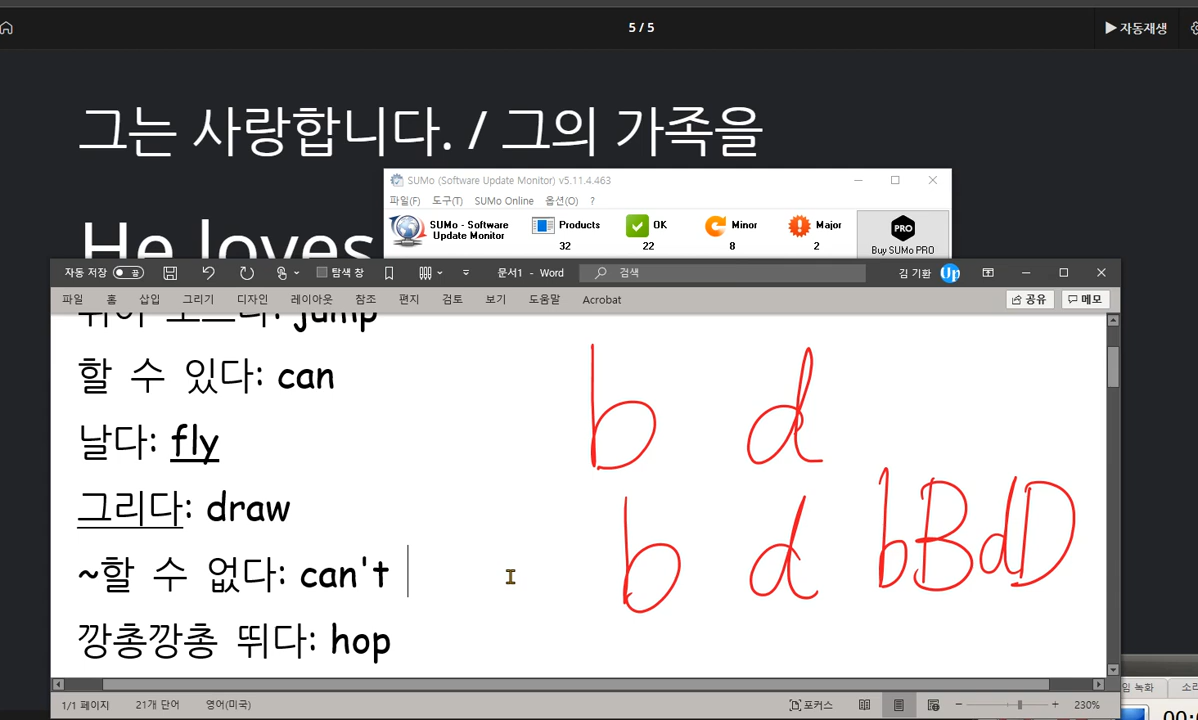 5 / 5
▶ 자동재생
그는 사랑합니다. / 그의 가족을
He loves
SUMo (Software Update Monitor) v5.11.4.463
파일(F) 도구(T) SUMo Online 옵션(O) ?
SUMo - Software Update Monitor
Products 32
OK 22
Minor 8
Major 2
PRO
Buy SUMo PRO
자동 저장 끔 탐색 창 문서1 - Word 검색 김 기환 Up
파일 홈 삽입 그리기 디자인 레이아웃 참조 편지 검토 보기 도움말 Acrobat 공유 메모
jump
할 수 있다: can
날다: fly
그리다: draw
~할 수 없다: can't
깡총깡총 뛰다: hop
b d
b d bBdD
1/1 페이지 21개 단어 영어(미국) 포커스 230%
녹화